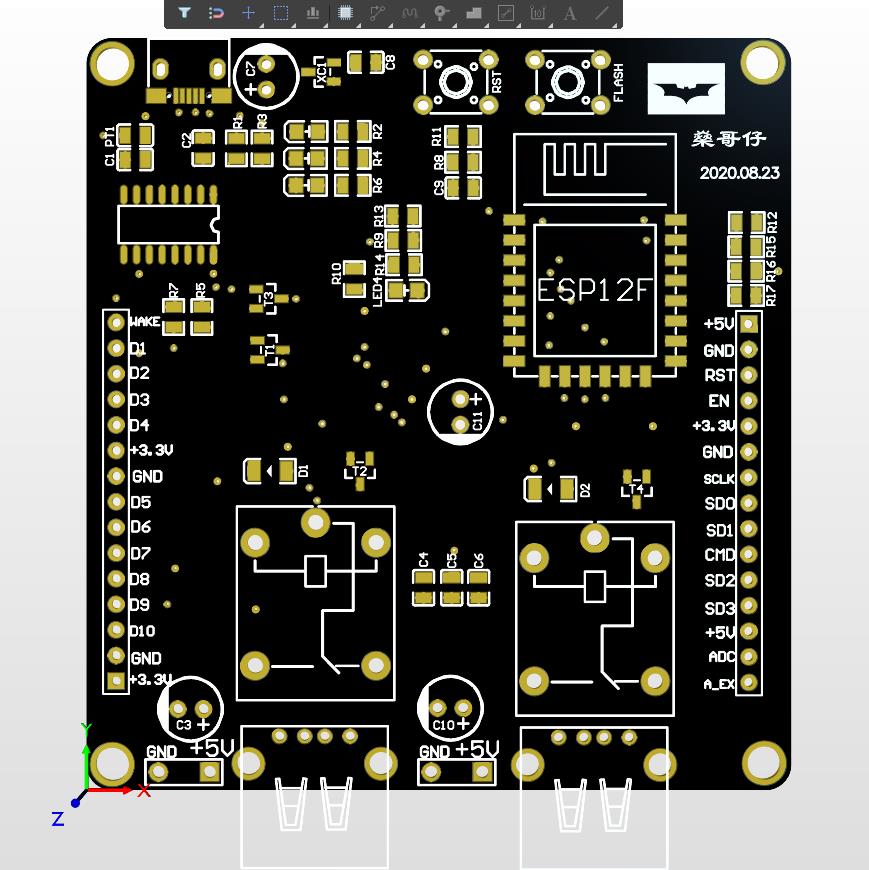 C7
XC1
C8
RST
FLASH
燊哥仔
2020.08.23
PT1
C1
C2
R1
R3
R2
R4
R6
R11
R8
C9
R13
R9
R14
R10
LED4
ESP12F
R12
R15
R16
R17
R7
R5
T3
T1
WAKE
D1
D2
D3
D4
+3.3V
GND
D5
D6
D7
D8
D9
D10
GND
+3.3V
+5V
GND
RST
EN
+3.3V
GND
SCLK
SD0
SD1
CMD
SD2
SD3
+5V
ADC
A_EX
C11
D1
T2
D2
T4
C4
C5
C6
C3
C10
GND
+5V
GND
+5V
Y
X
Z